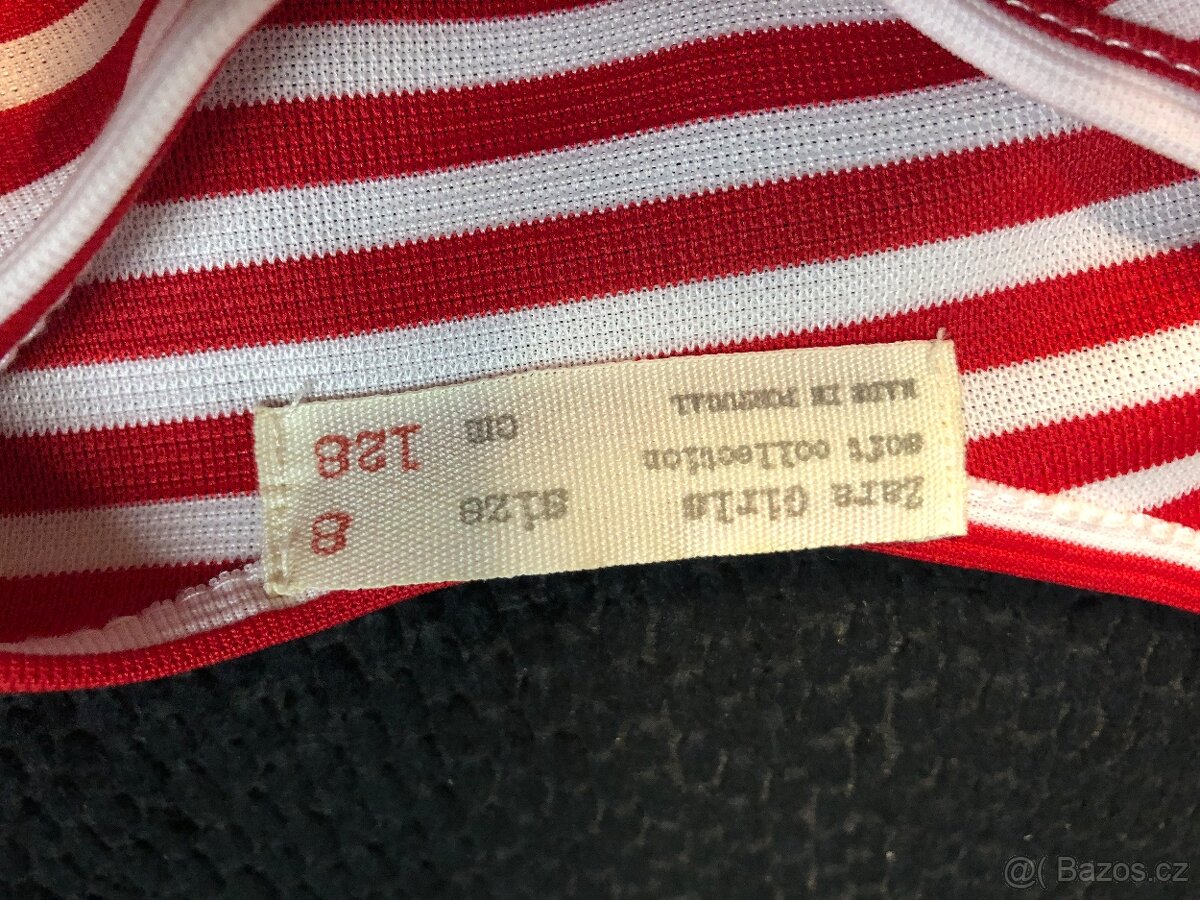 Zara Girls size 8
soft collection
cm 128
MADE IN PORTUGAL
@( Bazos.cz